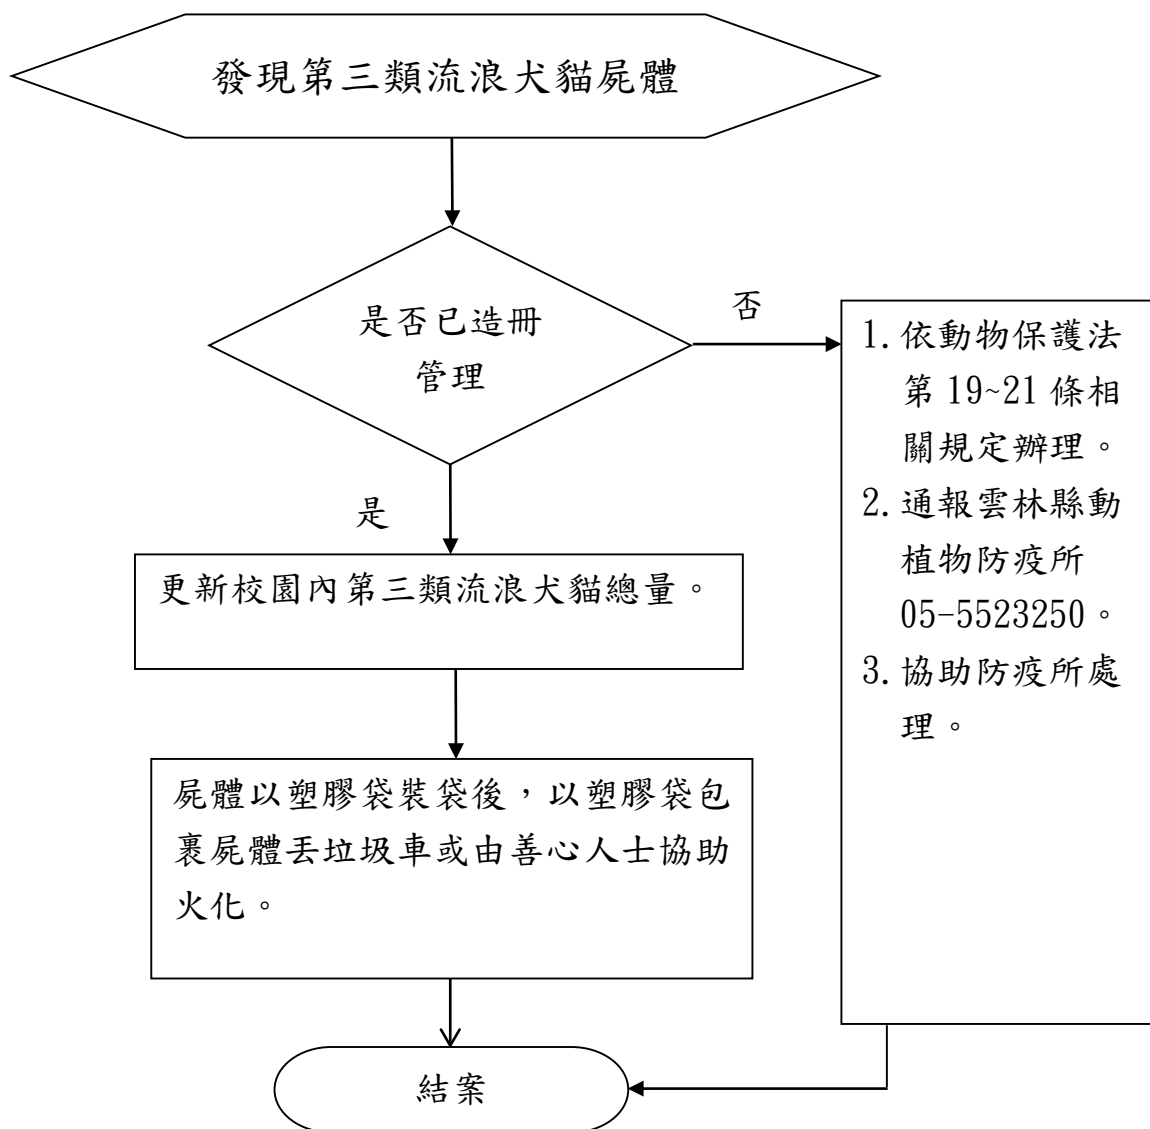 發現第三類流浪犬貓屍體
是否已造冊
管理
否
是
1.依動物保護法
第 19~21 條相
關規定辦理。
2.通報雲林縣動
植物防疫所
05-5523250。
3.協助防疫所處
理。
更新校園內第三類流浪犬貓總量。
屍體以塑膠袋裝袋後，以塑膠袋包
裹屍體丟垃圾車或由善心人士協助
火化。
結案